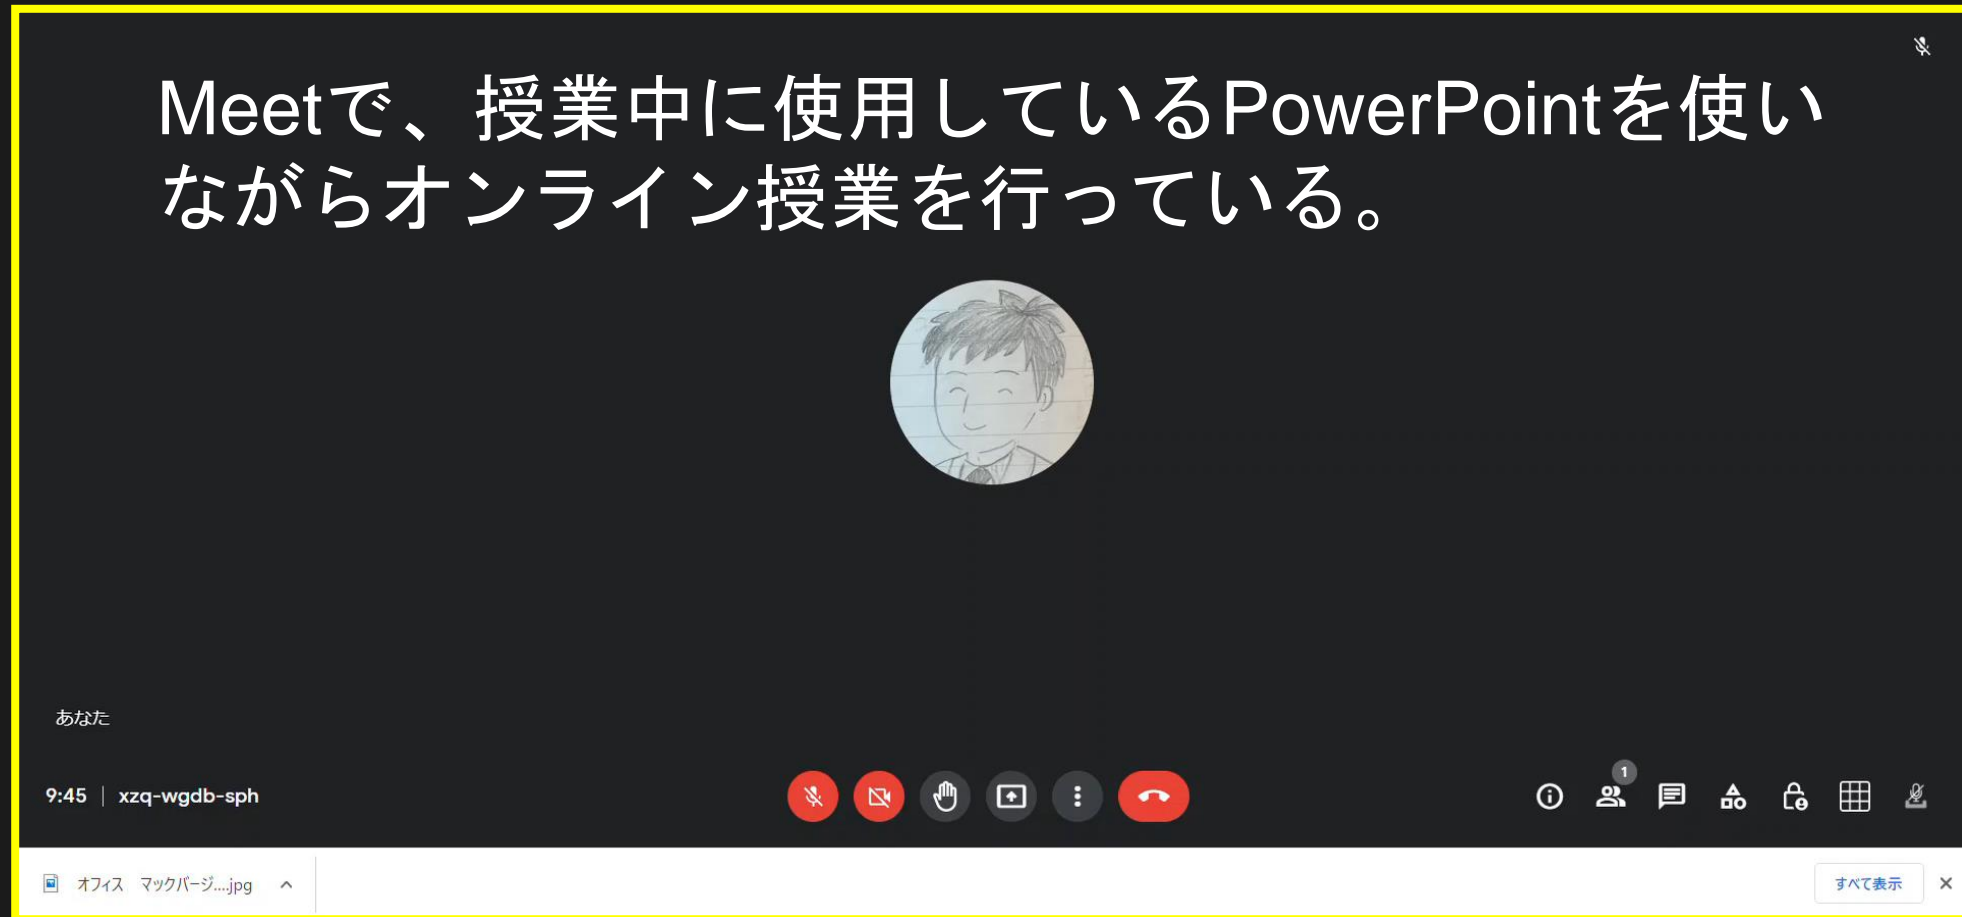 Meetで、授業中に使用しているPowerPointを使い
ながらオンライン授業を行っている。
あなた
9:45 | xzq-wgdb-sph
1
オフィス　マックバージ....jpg
すべて表示